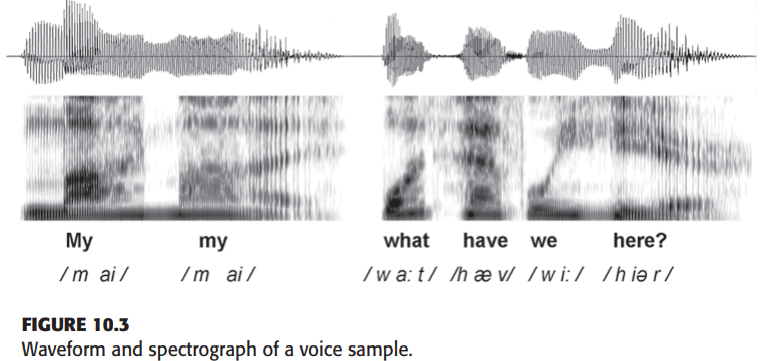 My my what have we here?
/m ai/ /m ai/ /w a: t/ /h æ v/ /w i: / /h iə r/
FIGURE 10.3
Waveform and spectrograph of a voice sample.